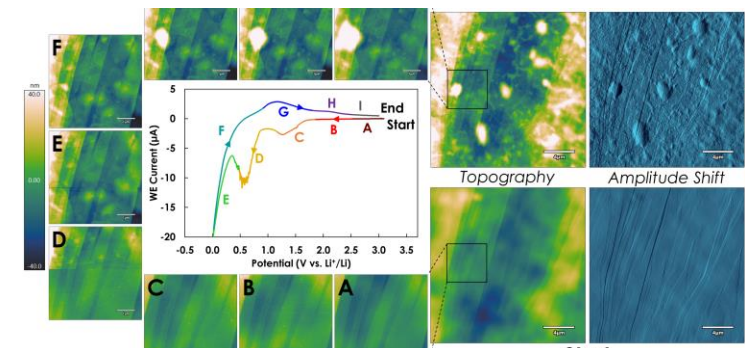 F
nm
40.0
0.00
-40.0
E
D
5
0
-5
-10
-15
-20
WE Current (μA)
F
G
H
I
End
Start
A
B
C
D
E
-0.5
0.0
0.5
1.0
1.5
2.0
2.5
3.0
3.5
Potential (V vs. Li⁺/Li)
C
B
A
4μm
4μm
Topography
Amplitude Shift
4μm
4μm